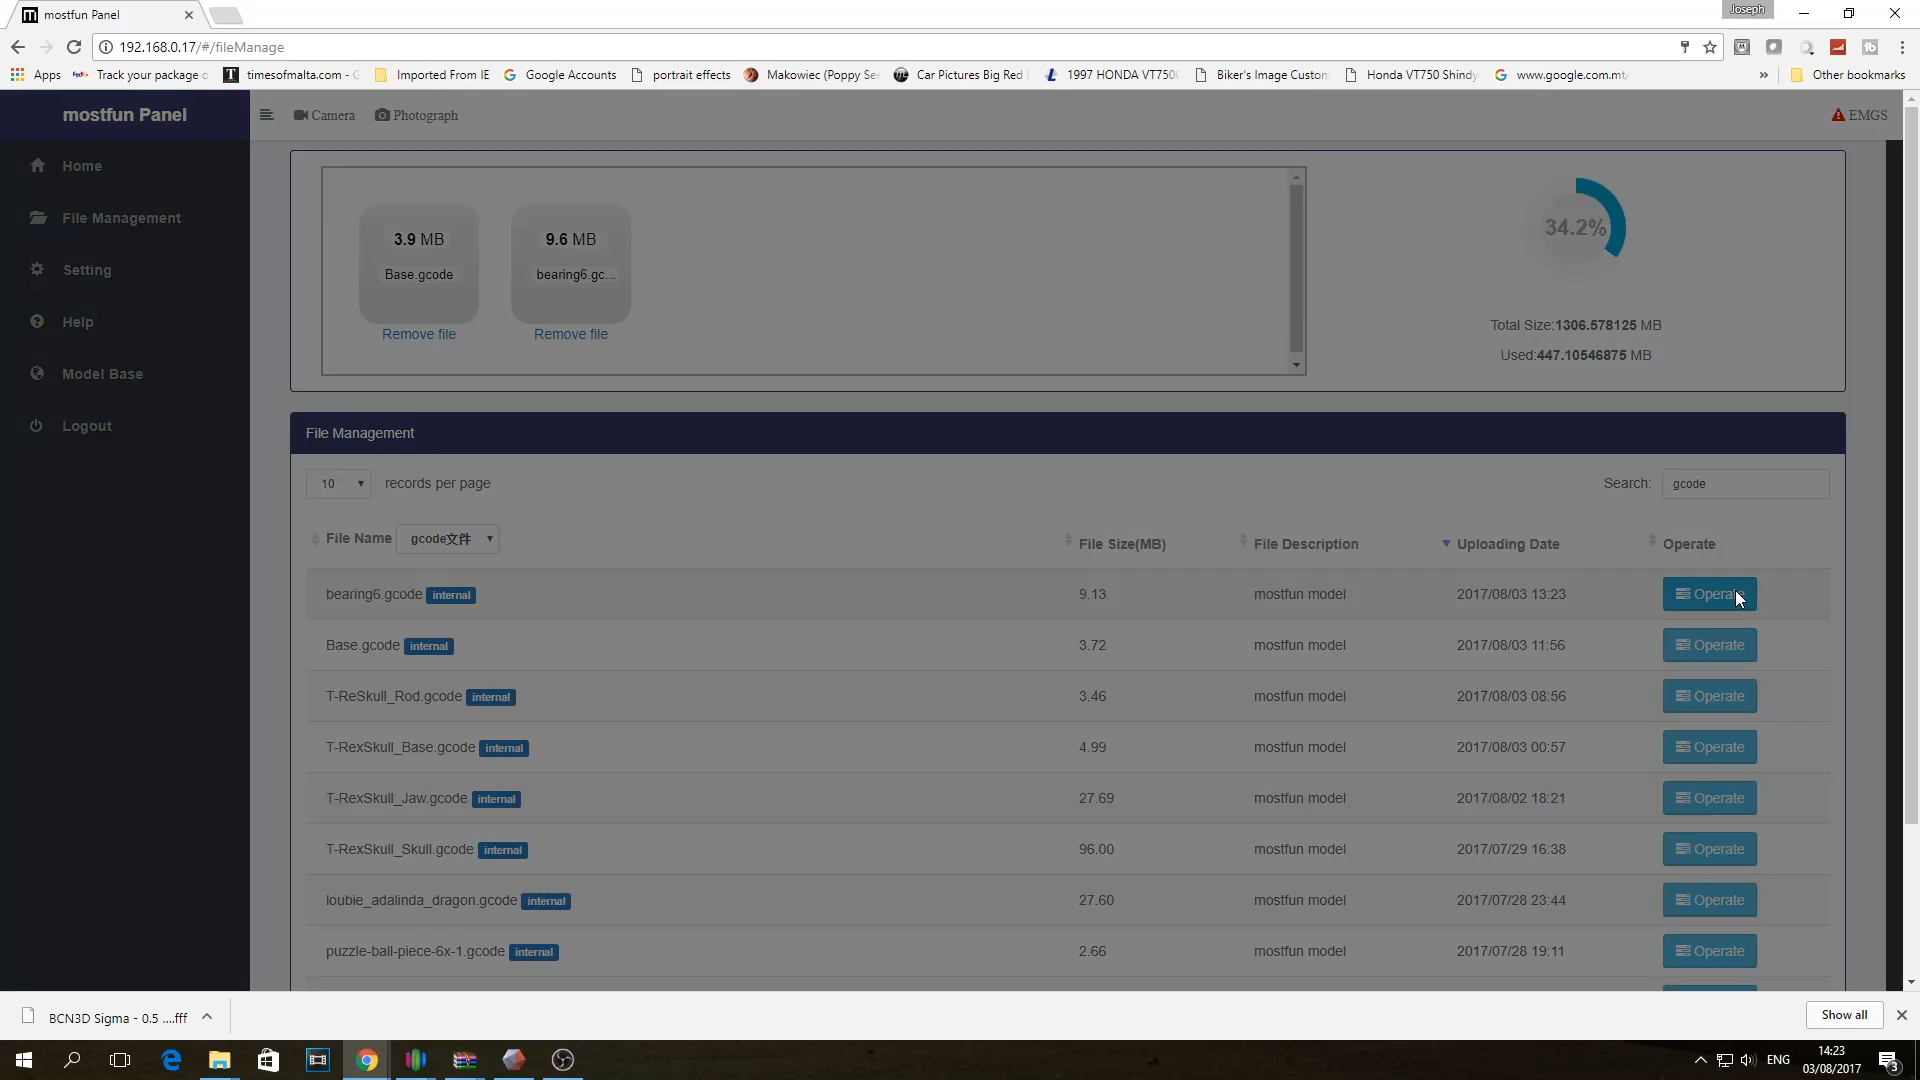 mostfun Panel
Joseph
192.168.0.17/#/fileManage
Apps
Track your package
timesofmalta.com -
Imported From IE
Google Accounts
portrait effects
Makowiec (Poppy See
Car Pictures Big Red
1997 HONDA VT750
Biker's Image Custom
Honda VT750 Shindy
www.google.com.mt
»
Other bookmarks
mostfun Panel
Camera
Photograph
EMGS
Home
File Management
Setting
Help
Model Base
Logout
3.9 MB
Base.gcode
Remove file
9.6 MB
bearing6.gc...
Remove file
34.2%
Total Size:1306.578125 MB
Used:447.10546875 MB
File Management
10 records per page
Search: gcode
File Name gcode文件 File Size(MB) File Description Uploading Date Operate
bearing6.gcode internal 9.13 mostfun model 2017/08/03 13:23 Operate
Base.gcode internal 3.72 mostfun model 2017/08/03 11:56 Operate
T-ReSkull_Rod.gcode internal 3.46 mostfun model 2017/08/03 08:56 Operate
T-RexSkull_Base.gcode internal 4.99 mostfun model 2017/08/03 00:57 Operate
T-RexSkull_Jaw.gcode internal 27.69 mostfun model 2017/08/02 18:21 Operate
T-RexSkull_Skull.gcode internal 96.00 mostfun model 2017/07/29 16:38 Operate
loubie_adalinda_dragon.gcode internal 27.60 mostfun model 2017/07/28 23:44 Operate
puzzle-ball-piece-6x-1.gcode internal 2.66 mostfun model 2017/07/28 19:11 Operate
BCN3D Sigma - 0.5 ....fff
Show all
ENG
14:23
03/08/2017
3